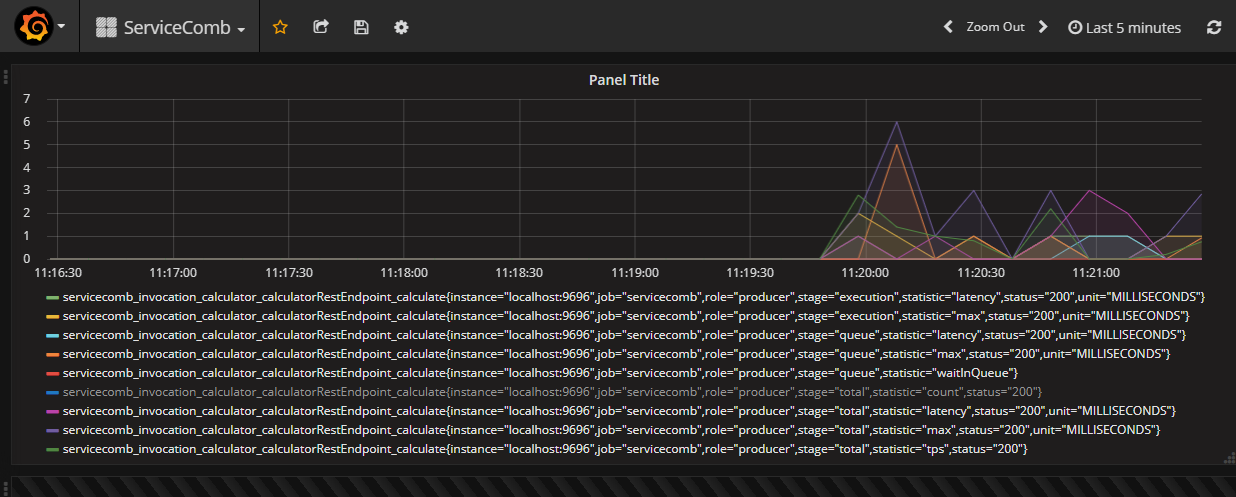 ServiceComb
Zoom Out
Last 5 minutes
Panel Title
7
6
5
4
3
2
1
0
11:16:30 11:17:00 11:17:30 11:18:00 11:18:30 11:19:00 11:19:30 11:20:00 11:20:30 11:21:00
servicecomb_invocation_calculator_calculatorRestEndpoint_calculate{instance="localhost:9696",job="servicecomb",role="producer",stage="execution",statistic="latency",status="200",unit="MILLISECONDS"}
servicecomb_invocation_calculator_calculatorRestEndpoint_calculate{instance="localhost:9696",job="servicecomb",role="producer",stage="execution",statistic="max",status="200",unit="MILLISECONDS"}
servicecomb_invocation_calculator_calculatorRestEndpoint_calculate{instance="localhost:9696",job="servicecomb",role="producer",stage="queue",statistic="latency",status="200",unit="MILLISECONDS"}
servicecomb_invocation_calculator_calculatorRestEndpoint_calculate{instance="localhost:9696",job="servicecomb",role="producer",stage="queue",statistic="max",status="200",unit="MILLISECONDS"}
servicecomb_invocation_calculator_calculatorRestEndpoint_calculate{instance="localhost:9696",job="servicecomb",role="producer",stage="queue",statistic="waitInQueue"}
servicecomb_invocation_calculator_calculatorRestEndpoint_calculate{instance="localhost:9696",job="servicecomb",role="producer",stage="total",statistic="count",status="200"}
servicecomb_invocation_calculator_calculatorRestEndpoint_calculate{instance="localhost:9696",job="servicecomb",role="producer",stage="total",statistic="latency",status="200",unit="MILLISECONDS"}
servicecomb_invocation_calculator_calculatorRestEndpoint_calculate{instance="localhost:9696",job="servicecomb",role="producer",stage="total",statistic="max",status="200",unit="MILLISECONDS"}
servicecomb_invocation_calculator_calculatorRestEndpoint_calculate{instance="localhost:9696",job="servicecomb",role="producer",stage="total",statistic="tps",status="200"}